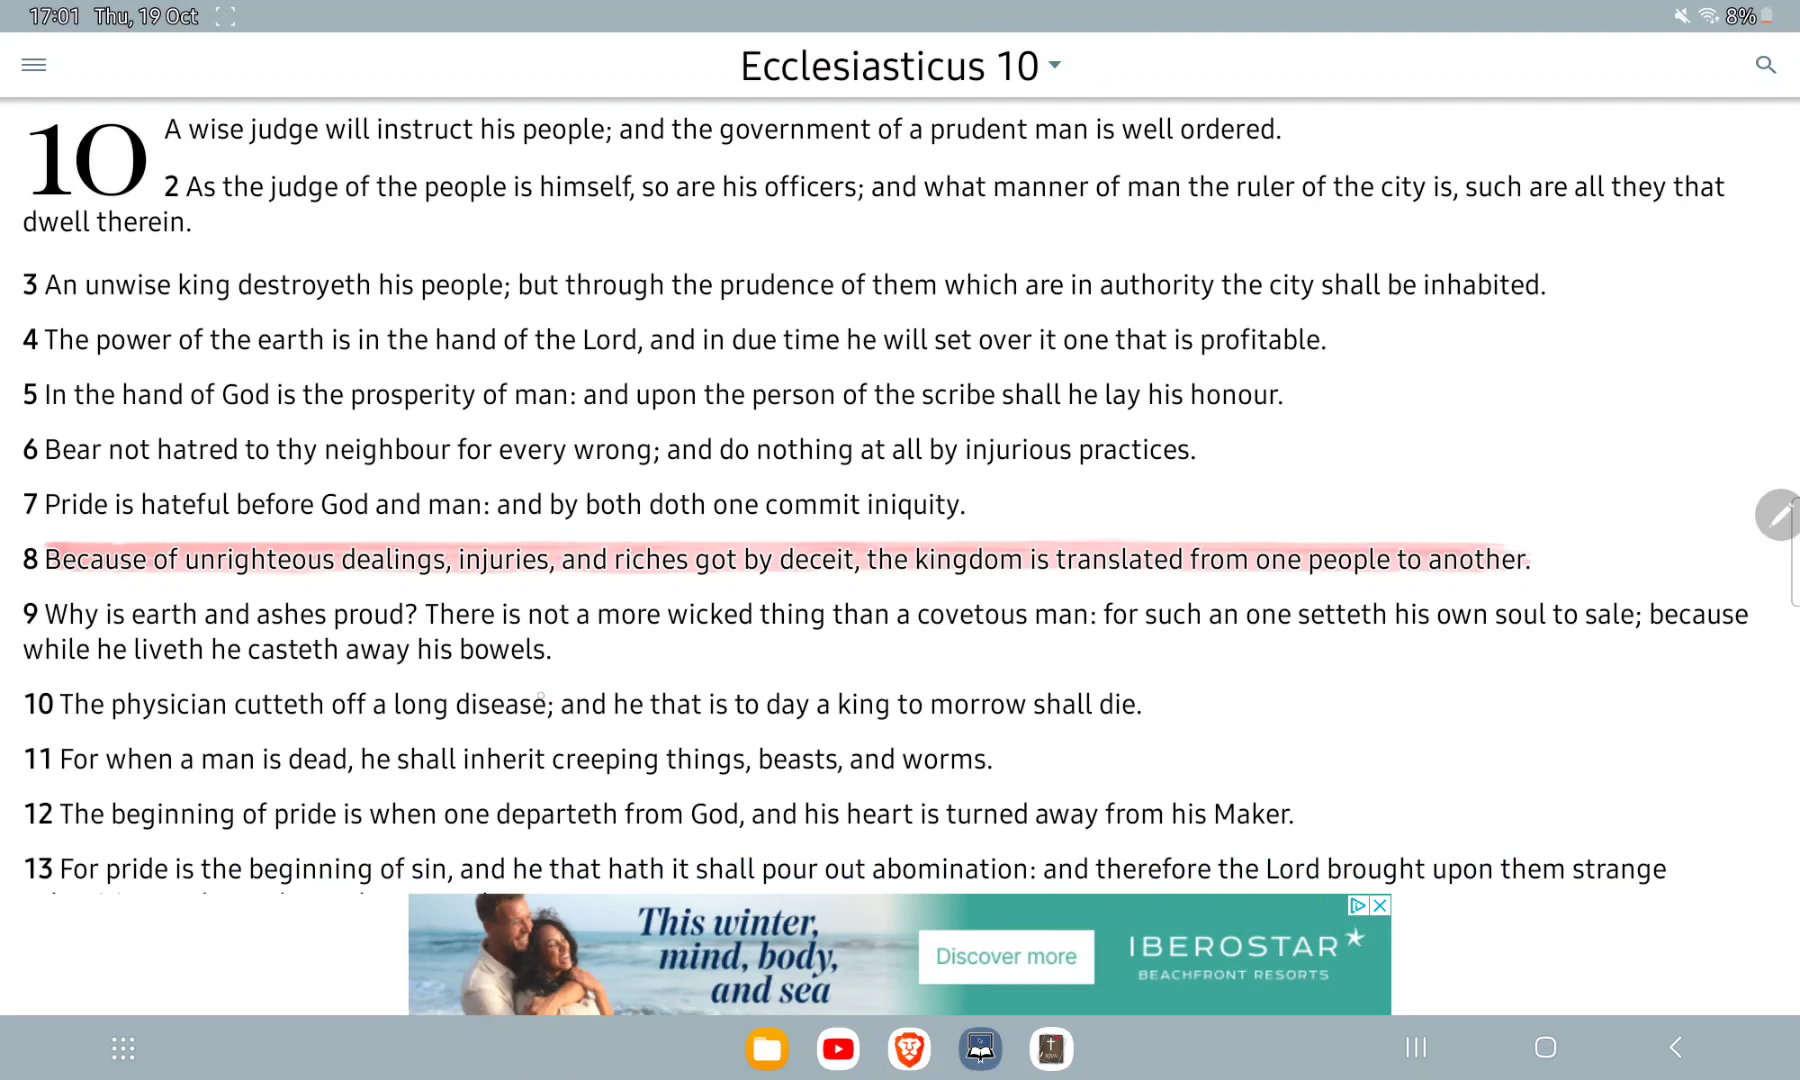 17:01 Thu, 19 Oct 8%
Ecclesiasticus 10
10 A wise judge will instruct his people; and the government of a prudent man is well ordered.
2 As the judge of the people is himself, so are his officers; and what manner of man the ruler of the city is, such are all they that
dwell therein.
3 An unwise king destroyeth his people; but through the prudence of them which are in authority the city shall be inhabited.
4 The power of the earth is in the hand of the Lord, and in due time he will set over it one that is profitable.
5 In the hand of God is the prosperity of man: and upon the person of the scribe shall he lay his honour.
6 Bear not hatred to thy neighbour for every wrong; and do nothing at all by injurious practices.
7 Pride is hateful before God and man: and by both doth one commit iniquity.
8 Because of unrighteous dealings, injuries, and riches got by deceit, the kingdom is translated from one people to another.
9 Why is earth and ashes proud? There is not a more wicked thing than a covetous man: for such an one setteth his own soul to sale; because
while he liveth he casteth away his bowels.
10 The physician cutteth off a long disease; and he that is to day a king to morrow shall die.
11 For when a man is dead, he shall inherit creeping things, beasts, and worms.
12 The beginning of pride is when one departeth from God, and his heart is turned away from his Maker.
13 For pride is the beginning of sin, and he that hath it shall pour out abomination: and therefore the Lord brought upon them strange
This winter,
mind, body,
and sea
Discover more
IBEROSTAR
BEACHFRONT RESORTS